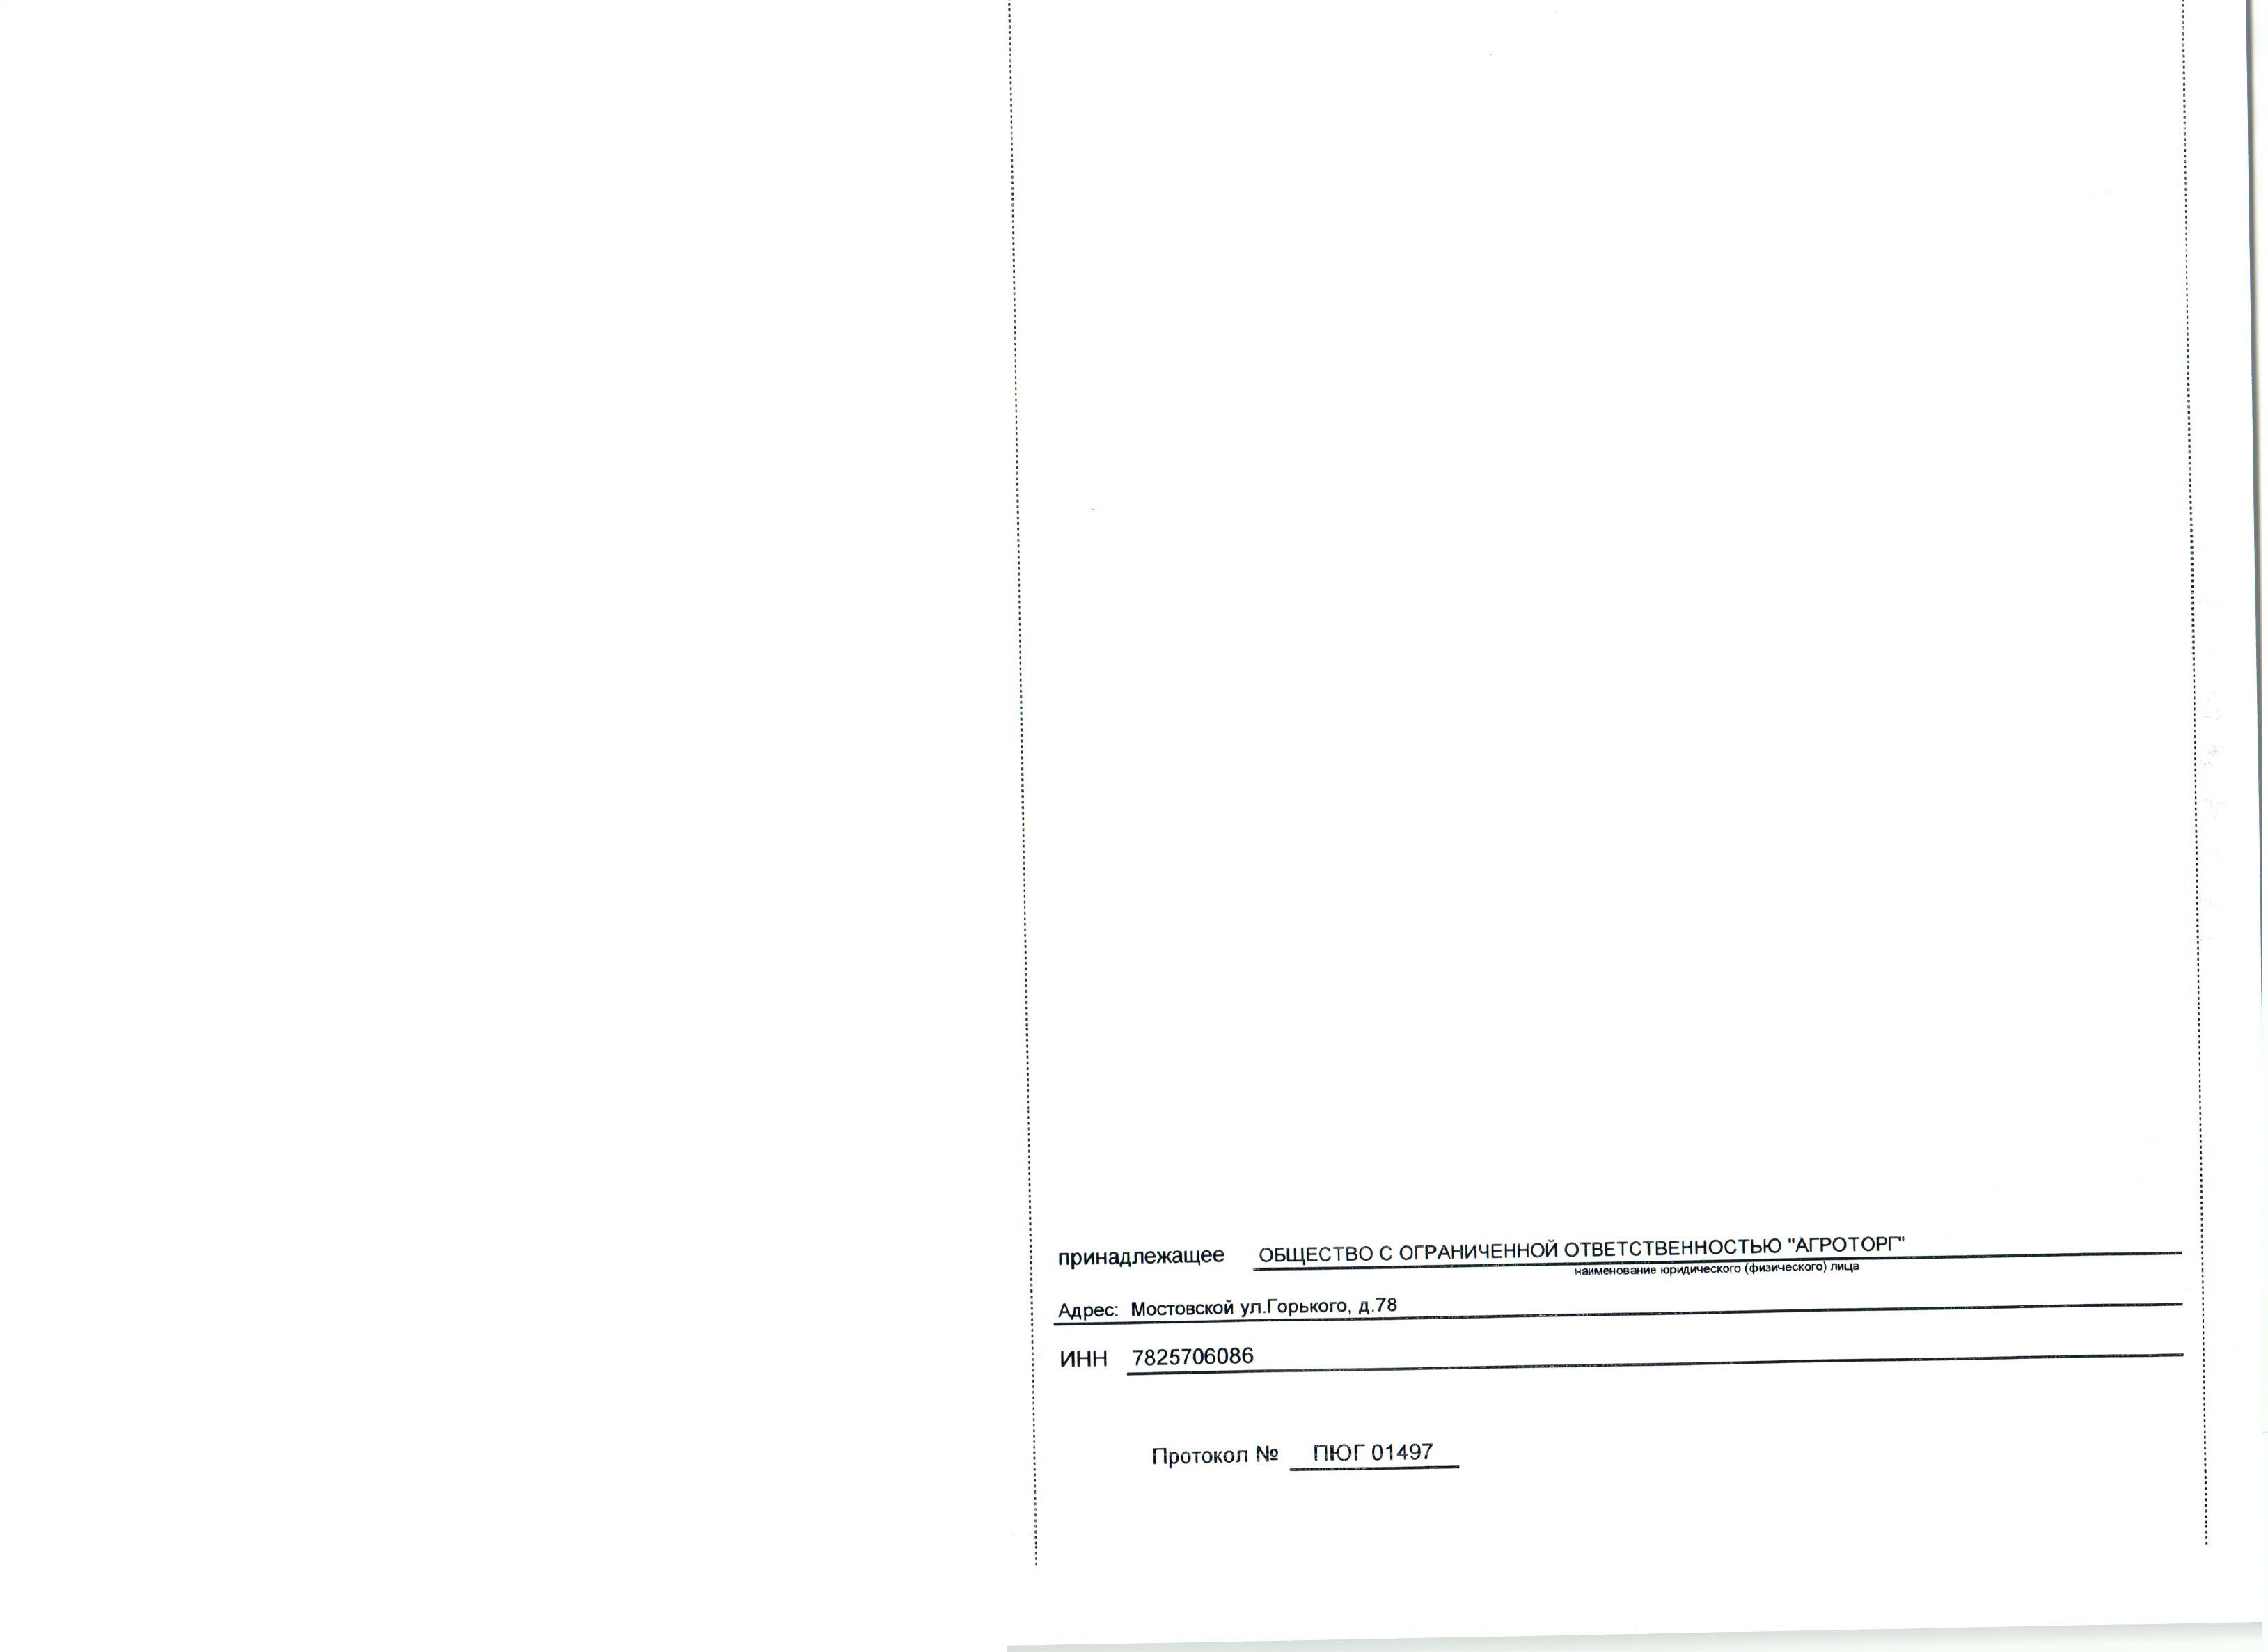 принадлежащее ОБЩЕСТВО С ОГРАНИЧЕННОЙ ОТВЕТСТВЕННОСТЬЮ "АГРОТОРГ"
наименование юридического (физического) лица
Адрес: Мостовской ул.Горького, д.78
ИНН 7825706086
Протокол № ПЮГ 01497